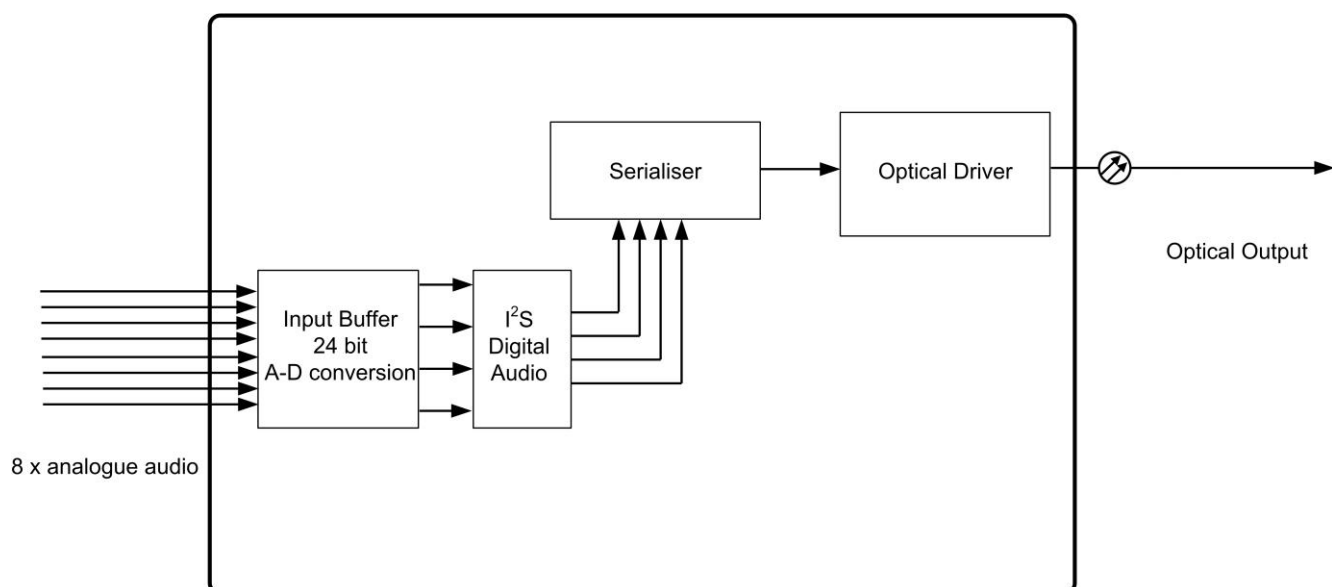 Serialiser
Optical Driver
Optical Output
Input Buffer
24 bit
A-D conversion
I²S
Digital
Audio
8 x analogue audio